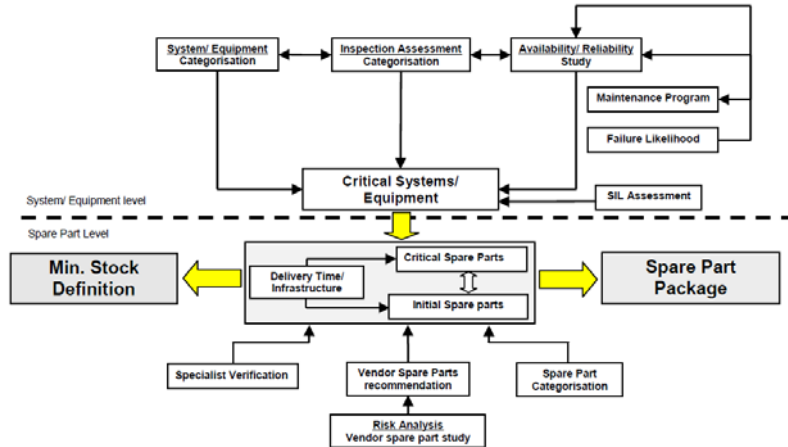 System/ Equipment
Categorisation
Inspection Assessment
Categorisation
Availability/ Reliability
Study
Maintenance Program
Failure Likelihood
Critical Systems/
Equipment
SIL Assessment
System/ Equipment level
Spare Part Level
Min. Stock
Definition
Delivery Time/
Infrastructure
Critical Spare Parts
Initial Spare parts
Spare Part
Package
Specialist Verification
Vendor Spare Parts
recommendation
Spare Part
Categorisation
Risk Analysis
Vendor spare part study